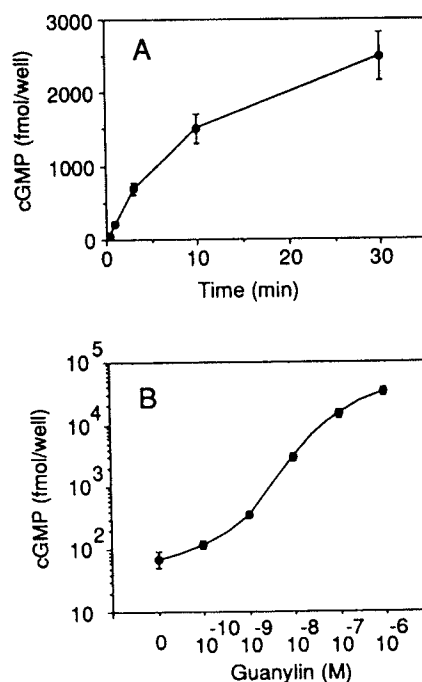 A
cGMP (fmol/well)
3000
2000
1000
0
0 10 20 30
Time (min)
B
cGMP (fmol/well)
10^5
10^4
10^3
10^2
10
0 10^-10 10^-9 10^-8 10^-7 10^-6
Guanylin (M)